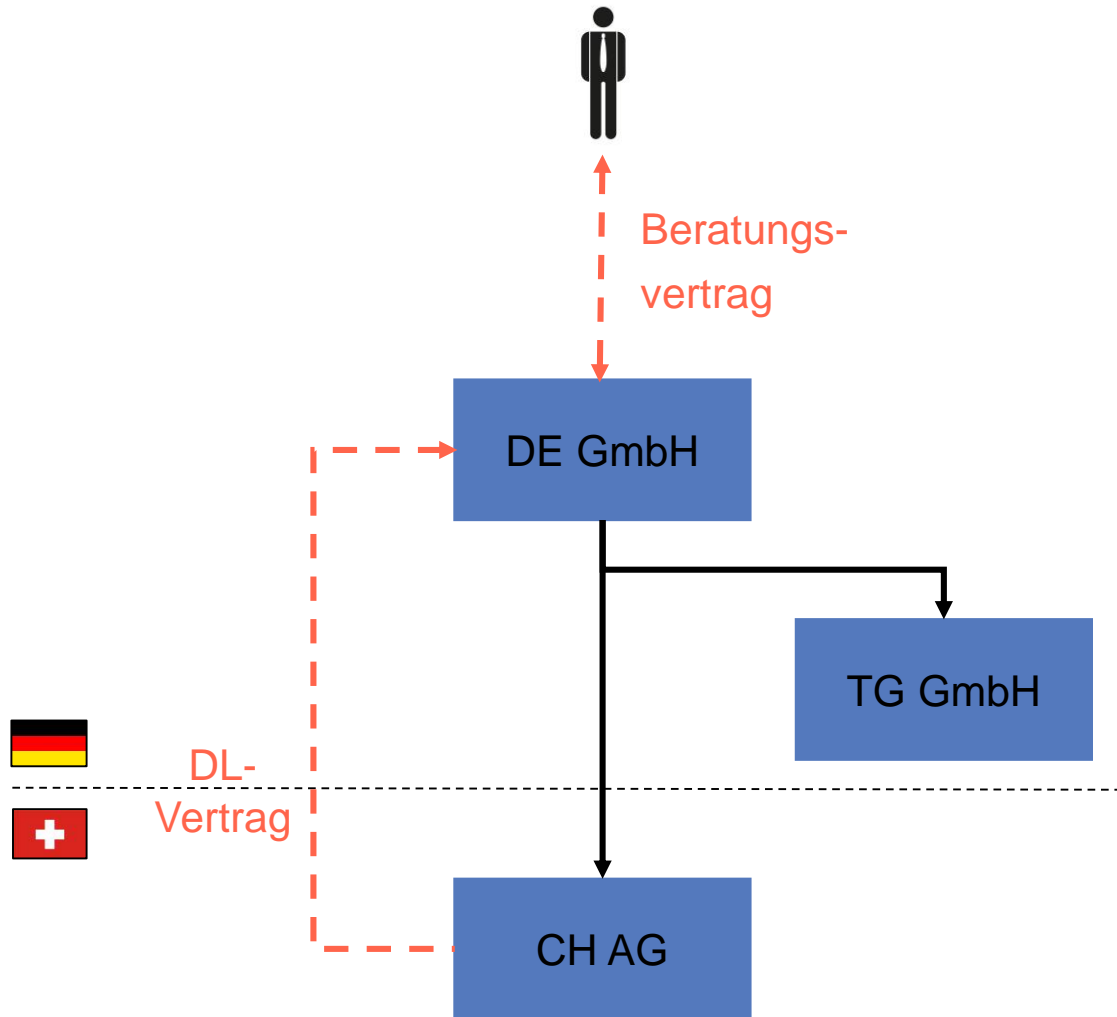 Beratungs-
vertrag
DE GmbH
TG GmbH
DL-
Vertrag
CH AG